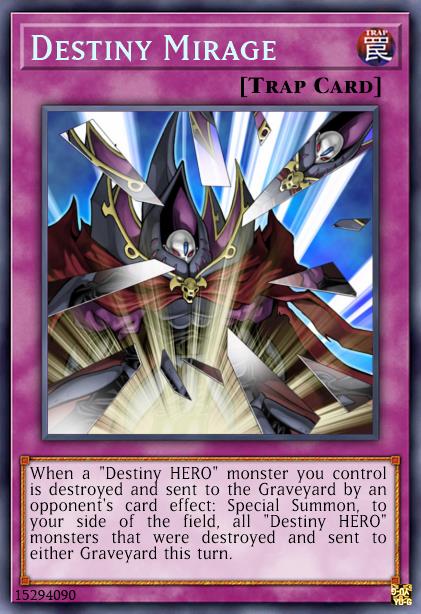 Destiny Mirage
TRAP
罠
[Trap Card]
When a "Destiny HERO" monster you control
is destroyed and sent to the Graveyard by an
opponent's card effect: Special Summon, to
your side of the field, all "Destiny HERO"
monsters that were destroyed and sent to
either Graveyard this turn.
15294090